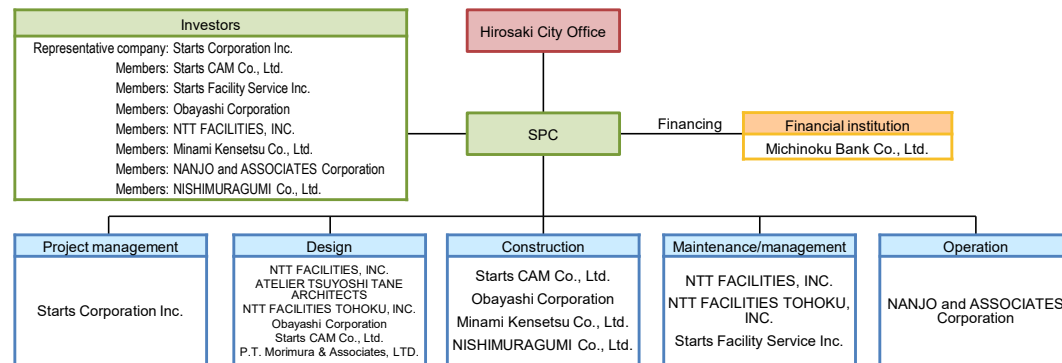 Investors
Representative company: Starts Corporation Inc.
Members: Starts CAM Co., Ltd.
Members: Starts Facility Service Inc.
Members: Obayashi Corporation
Members: NTT FACILITIES, INC.
Members: Minami Kensetsu Co., Ltd.
Members: NANJO and ASSOCIATES Corporation
Members: NISHIMURAGUMI Co., Ltd.
Hirosaki City Office
SPC
Financing
Financial institution
Michinoku Bank Co., Ltd.
Project management
Starts Corporation Inc.
Design
NTT FACILITIES, INC.
ATELIER TSUYOSHI TANE
ARCHITECTS
NTT FACILITIES TOHOKU, INC.
Obayashi Corporation
Starts CAM Co., Ltd.
P.T. Morimura & Associates, LTD.
Construction
Starts CAM Co., Ltd.
Obayashi Corporation
Minami Kensetsu Co., Ltd.
NISHIMURAGUMI Co., Ltd.
Maintenance/management
NTT FACILITIES, INC.
NTT FACILITIES TOHOKU,
INC.
Starts Facility Service Inc.
Operation
NANJO and ASSOCIATES
Corporation